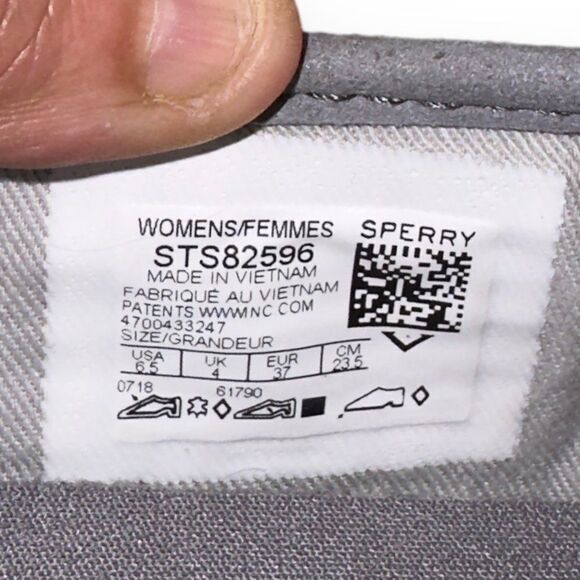 WOMENS/FEMMES
SPERRY
STS82596
MADE IN VIETNAM
FABRIQUÉ AU VIETNAM
PATENTS WWW.WNC.COM
4700433247
SIZE/GRANDEUR
USA UK EUR CM
6.5 4 37 23.5
0718 61790